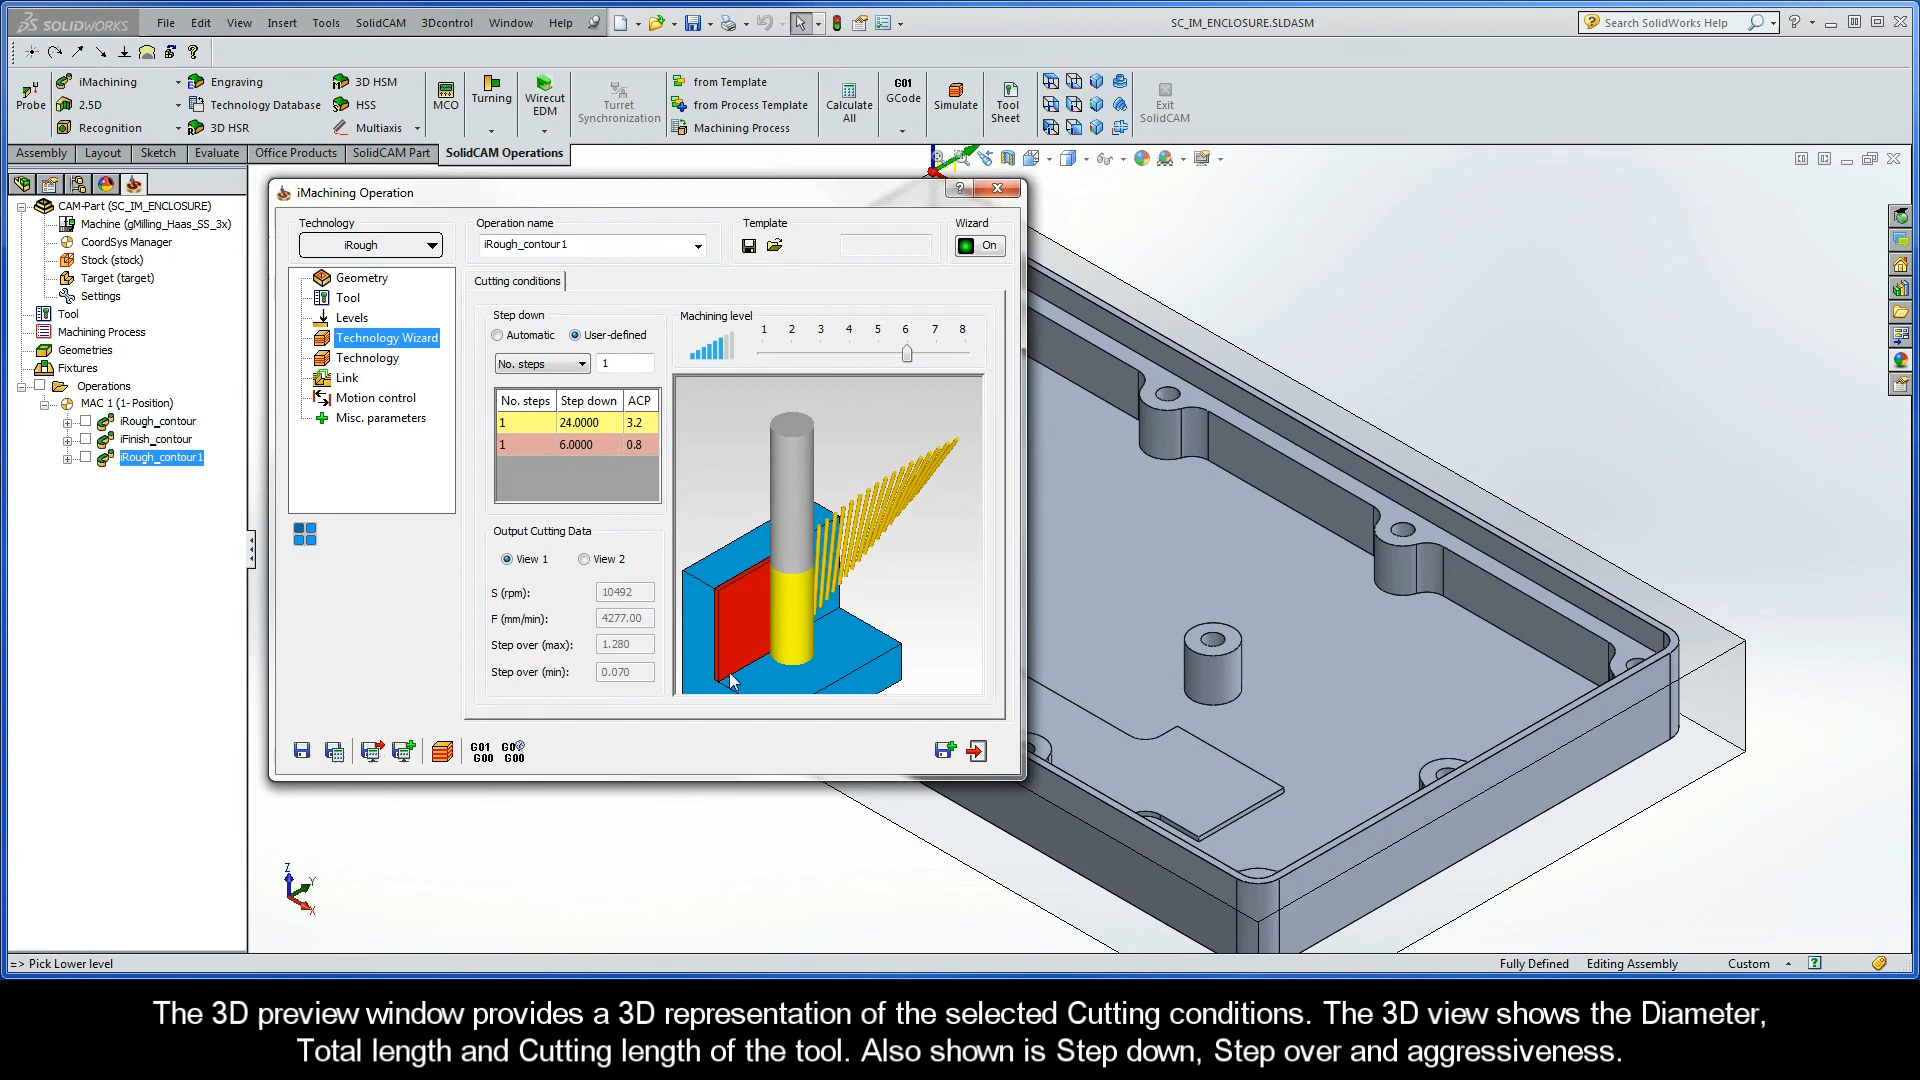 SOLIDWORKS
File Edit View Insert Tools SolidCAM 3Dcontrol Window Help
SC_IM_ENCLOSURE.SLDASM
Search SolidWorks Help
Probe
iMachining
2.5D
Recognition
Engraving
Technology Database
3D HSR
3D HSM
HSS
Multiaxis
MCO
Turning
Wirecut
EDM
Turret
Synchronization
from Template
from Process Template
Machining Process
Calculate
All
G01
GCode
Simulate
Tool
Sheet
Exit
SolidCAM
Assembly Layout Sketch Evaluate Office Products SolidCAM Part SolidCAM Operations
CAM-Part (SC_IM_ENCLOSURE)
Machine (gMilling_Haas_SS_3x)
CoordSys Manager
Stock (stock)
Target (target)
Settings
Tool
Machining Process
Geometries
Fixtures
Operations
MAC 1 (1- Position)
iRough_contour
iFinish_contour
iRough_contour1
iMachining Operation
Technology
iRough
Operation name
iRough_contour1
Template
Wizard
On
Geometry
Tool
Levels
Technology Wizard
Technology
Link
Motion control
Misc. parameters
Cutting conditions
Step down
Automatic User-defined
No. steps 1
No. steps Step down ACP
1 24.0000 3.2
1 6.0000 0.8
Machining level
1 2 3 4 5 6 7 8
Output Cutting Data
View 1 View 2
S (rpm): 10492
F (mm/min): 4277.00
Step over (max): 1.280
Step over (min): 0.070
G01 G0
G00 G00
Z
Y
X
=> Pick Lower level
Fully Defined Editing Assembly Custom
The 3D preview window provides a 3D representation of the selected Cutting conditions. The 3D view shows the Diameter,
Total length and Cutting length of the tool. Also shown is Step down, Step over and aggressiveness.